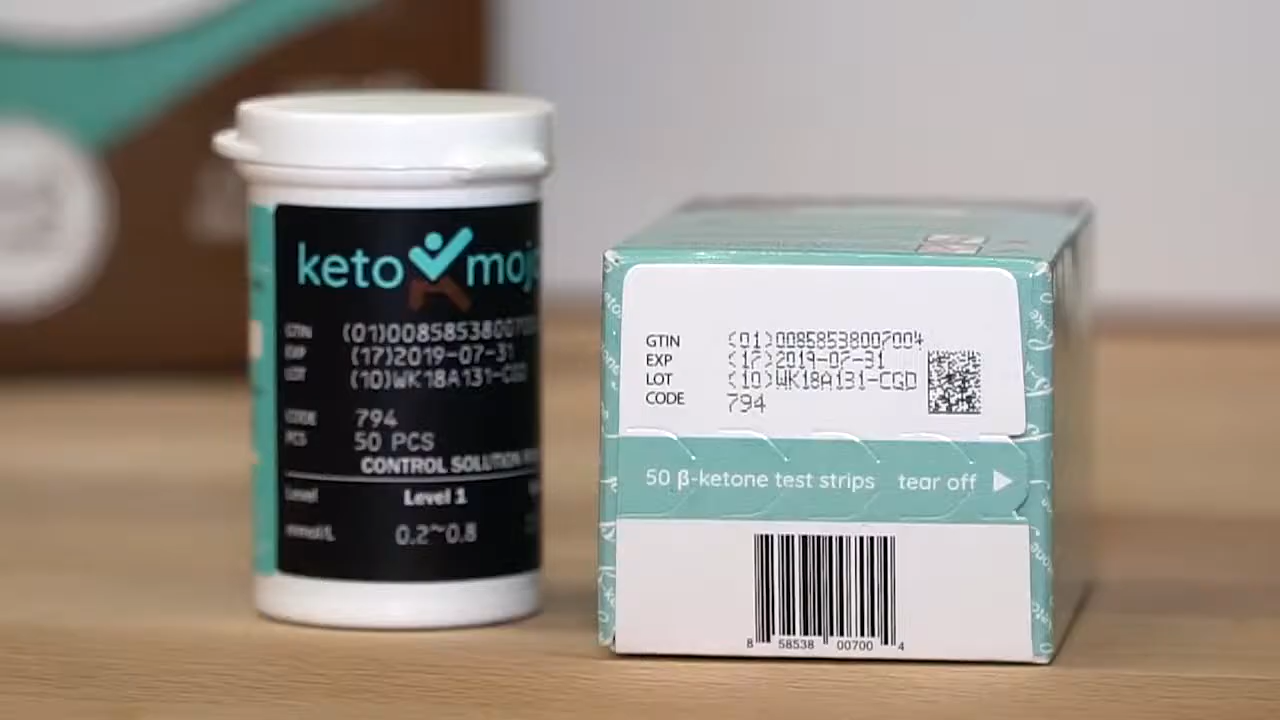 keto moj
GTIN (01)0085853800700
EXP (17)2019-07-31
LOT (10)WK18A131-CGD
CODE 794
PCS 50 PCS
CONTROL SOLUTION
Level Level 1
mmol/L 0.2~0.8
GTIN (01)00858538007004
EXP (17)2019-07-31
LOT (10)WK18A131-CGD
CODE 794
50 β-ketone test strips tear off
8 58538 00700 4